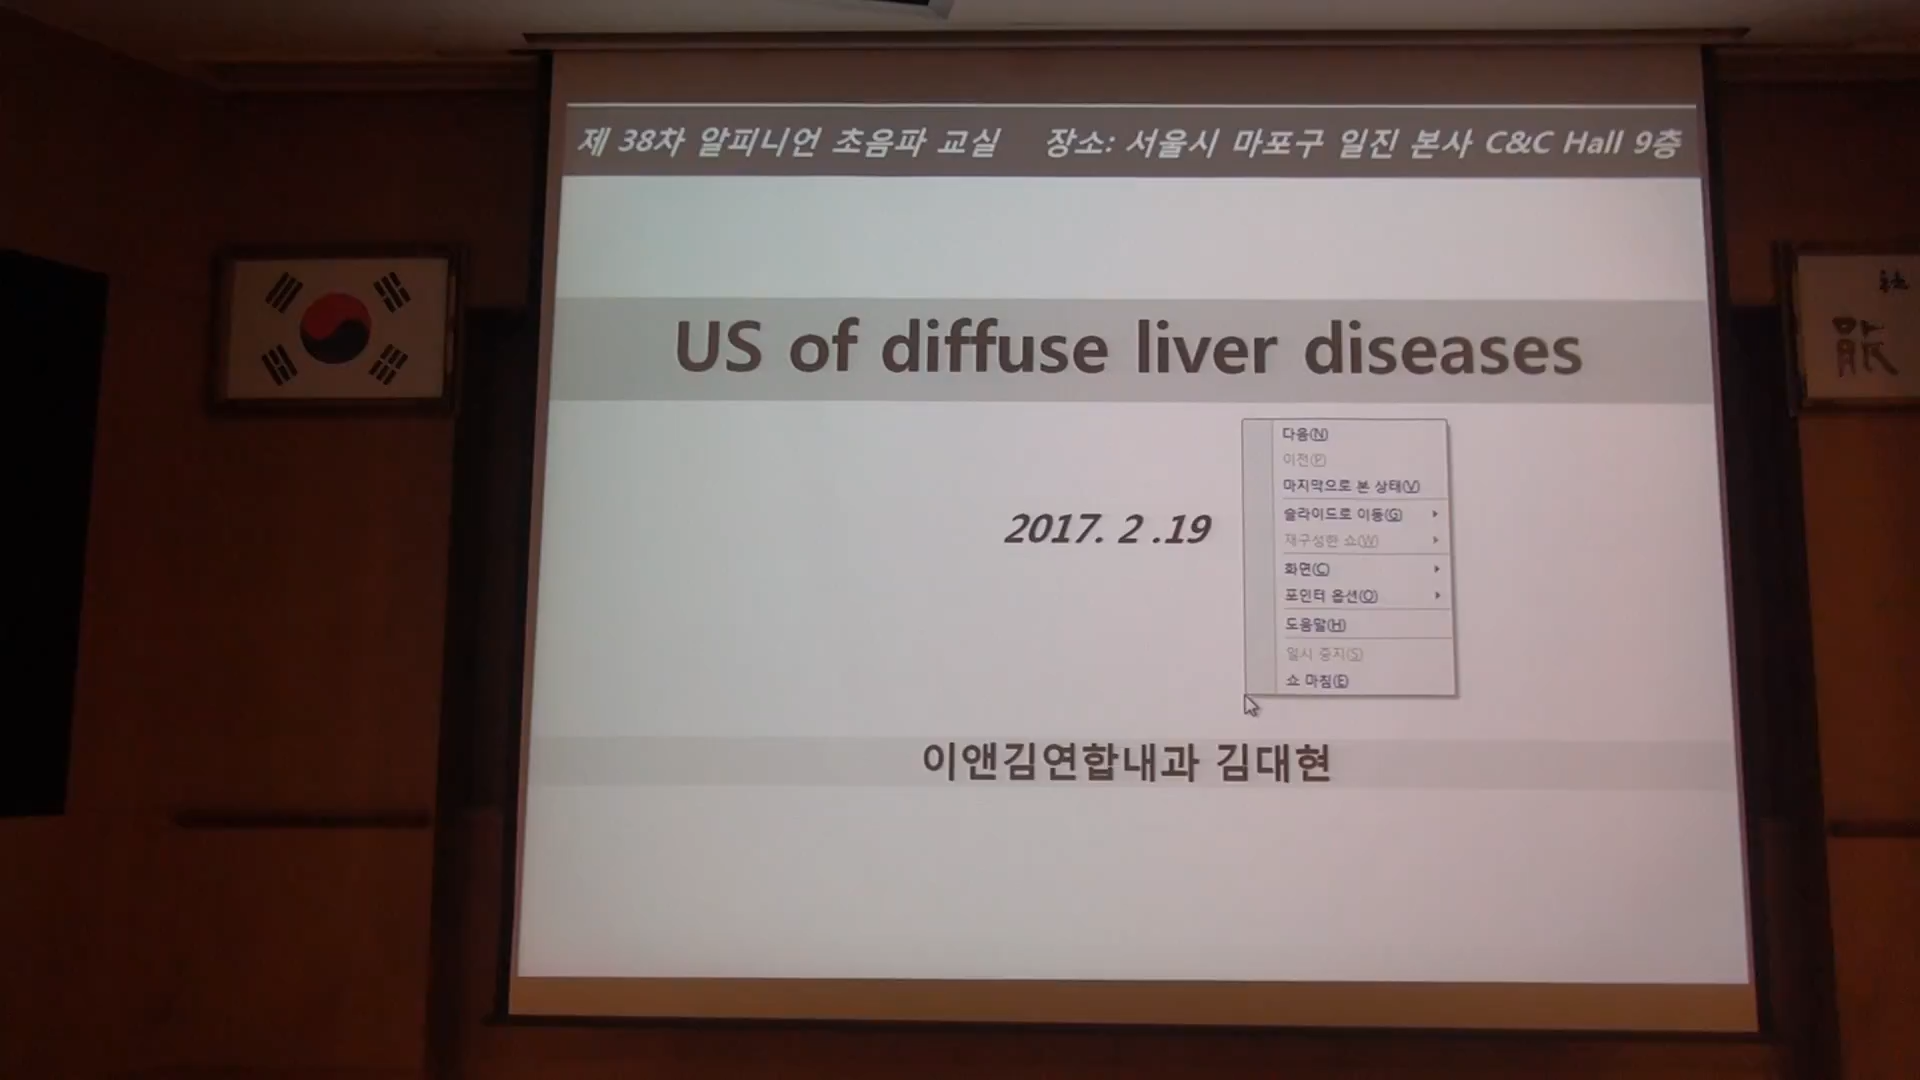 제 38차 알피니언 초음파 교실 장소: 서울시 마포구 일진 본사 C&C Hall 9층
US of diffuse liver diseases
2017. 2 .19
다음(N)
이전(P)
마지막으로 본 상태(V)
슬라이드로 이동(G)
재구성한 쇼(W)
화면(C)
포인터 옵션(O)
도움말(H)
일시 중지(S)
쇼 마침(E)
이앤김연합내과 김대현